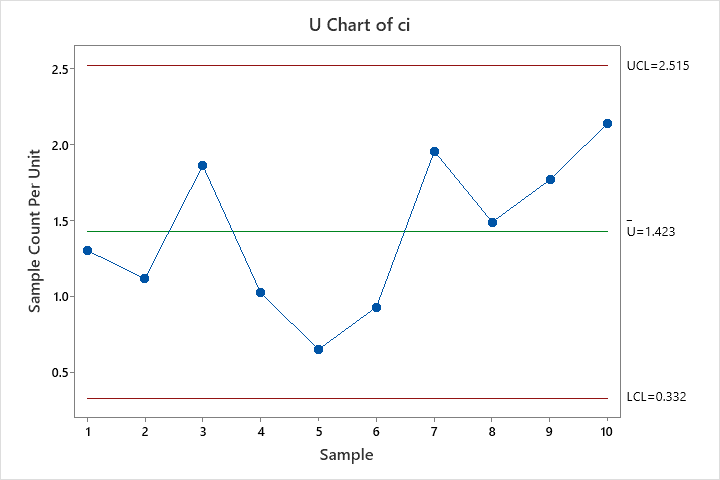 U Chart of ci
Sample Count Per Unit
2.5
2.0
1.5
1.0
0.5
UCL=2.515
_
U=1.423
LCL=0.332
1 2 3 4 5 6 7 8 9 10
Sample